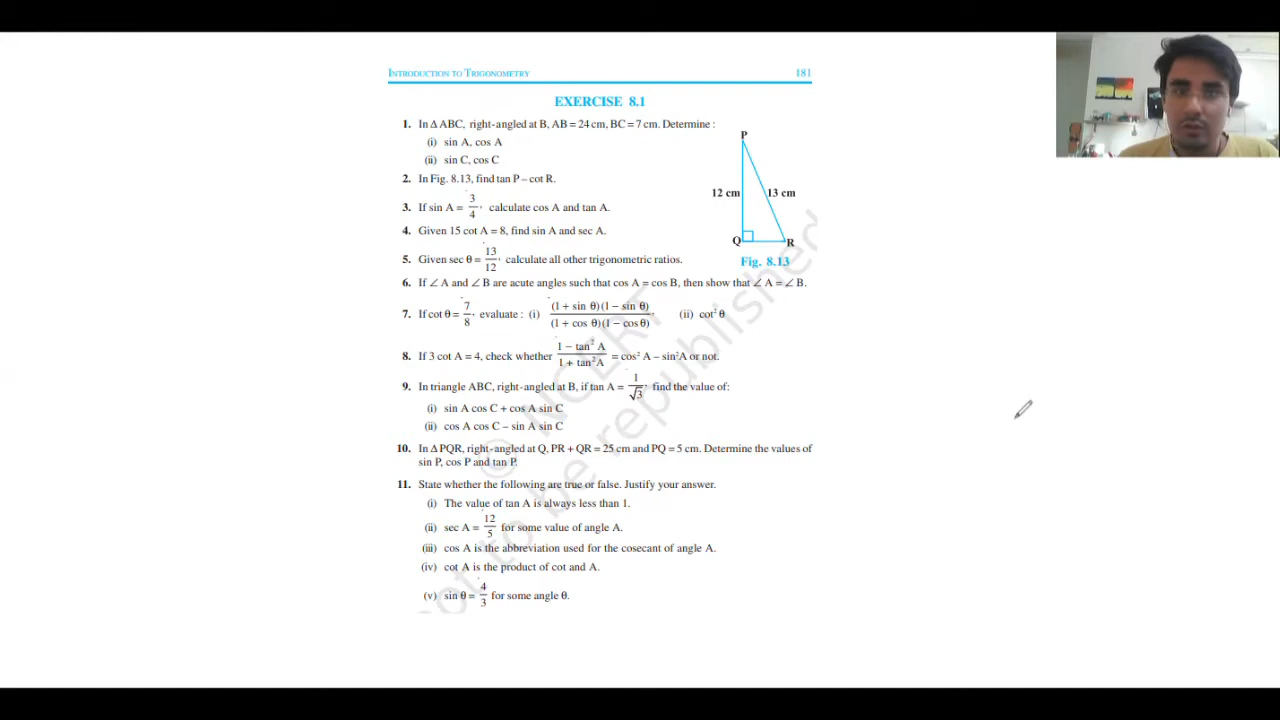 INTRODUCTION TO TRIGONOMETRY 181
EXERCISE 8.1
1. In Δ ABC, right-angled at B, AB = 24 cm, BC = 7 cm. Determine :
(i) sin A, cos A
(ii) sin C, cos C
2. In Fig. 8.13, find tan P – cot R.
3. If sin A = 3/4, calculate cos A and tan A.
4. Given 15 cot A = 8, find sin A and sec A.
5. Given sec θ = 13/12, calculate all other trigonometric ratios.
P
12 cm 13 cm
Q R
Fig. 8.13
6. If ∠ A and ∠ B are acute angles such that cos A = cos B, then show that ∠ A = ∠ B.
7. If cot θ = 7/8, evaluate : (i) (1 + sin θ)(1 – sin θ)/(1 + cos θ)(1 – cos θ), (ii) cot² θ
8. If 3 cot A = 4, check whether 1 – tan² A/1 + tan² A = cos² A – sin² A or not.
9. In triangle ABC, right-angled at B, if tan A = 1/√3, find the value of:
(i) sin A cos C + cos A sin C
(ii) cos A cos C – sin A sin C
10. In Δ PQR, right-angled at Q, PR + QR = 25 cm and PQ = 5 cm. Determine the values of
sin P, cos P and tan P.
11. State whether the following are true or false. Justify your answer.
(i) The value of tan A is always less than 1.
(ii) sec A = 12/5 for some value of angle A.
(iii) cos A is the abbreviation used for the cosecant of angle A.
(iv) cot A is the product of cot and A.
(v) sin θ = 4/3 for some angle θ.
© NCERT
not to be republished